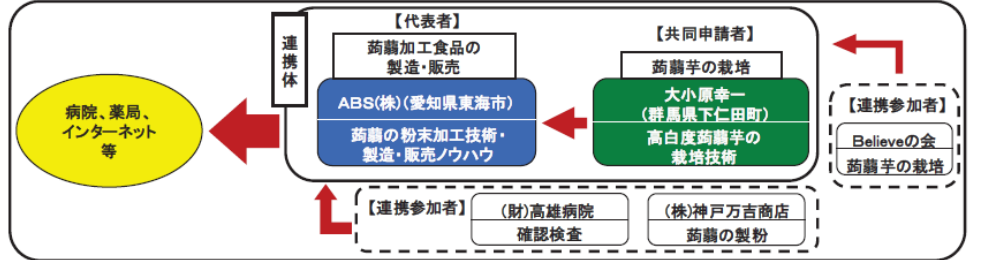 病院、薬局、
インターネット
等
連携体
【代表者】
蒟蒻加工食品の
製造・販売
ABS(株)(愛知県東海市)
蒟蒻の粉末加工技術・
製造・販売ノウハウ
【共同申請者】
蒟蒻芋の栽培
大小原幸一
(群馬県下仁田町)
高白度蒟蒻芋の
栽培技術
【連携参加者】
Believeの会
蒟蒻芋の栽培
【連携参加者】
(財)高雄病院
確認検査
(株)神戸万吉商店
蒟蒻の製粉